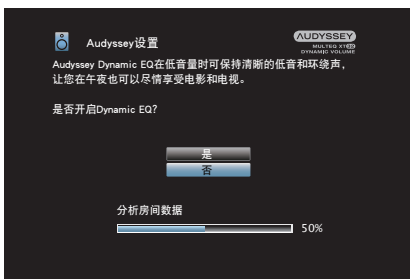 Audyssey设置
AUDYSSEY
MULTEQ XT32
DYNAMIC VOLUME
Audyssey Dynamic EQ在低音量时可保持清晰的低音和环绕声，
让您在午夜也可以尽情享受电影和电视。
是否开启Dynamic EQ?
是
否
分析房间数据
50%